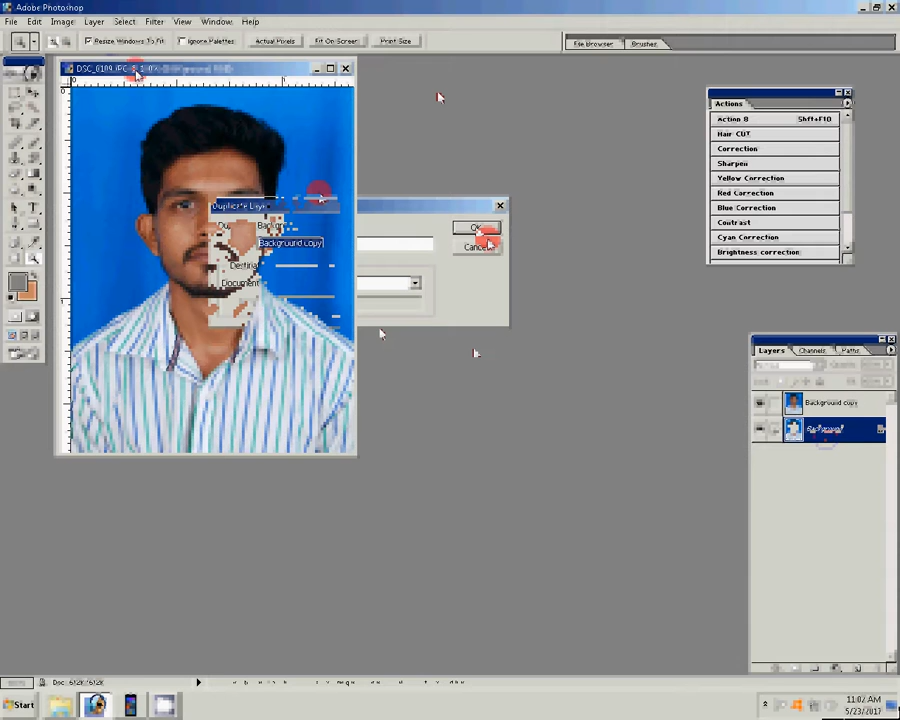 Adobe Photoshop
File Edit Image Layer Select Filter View Window Help
Resize Windows To Fit Ignore Palettes Actual Pixels Fit On Screen Print Size File Browser Brushes
Actions
Action 8 Shft+F10
Hair CUT
Correction
Sharpen
Yellow Correction
Red Correction
Blue Correction
Contrast
Cyan Correction
Brightness correction
Duplicate Laye
Background copy
Cancel
Document
Layers Channels Paths
Background copy
Start
11:02 AM
5/23/2017